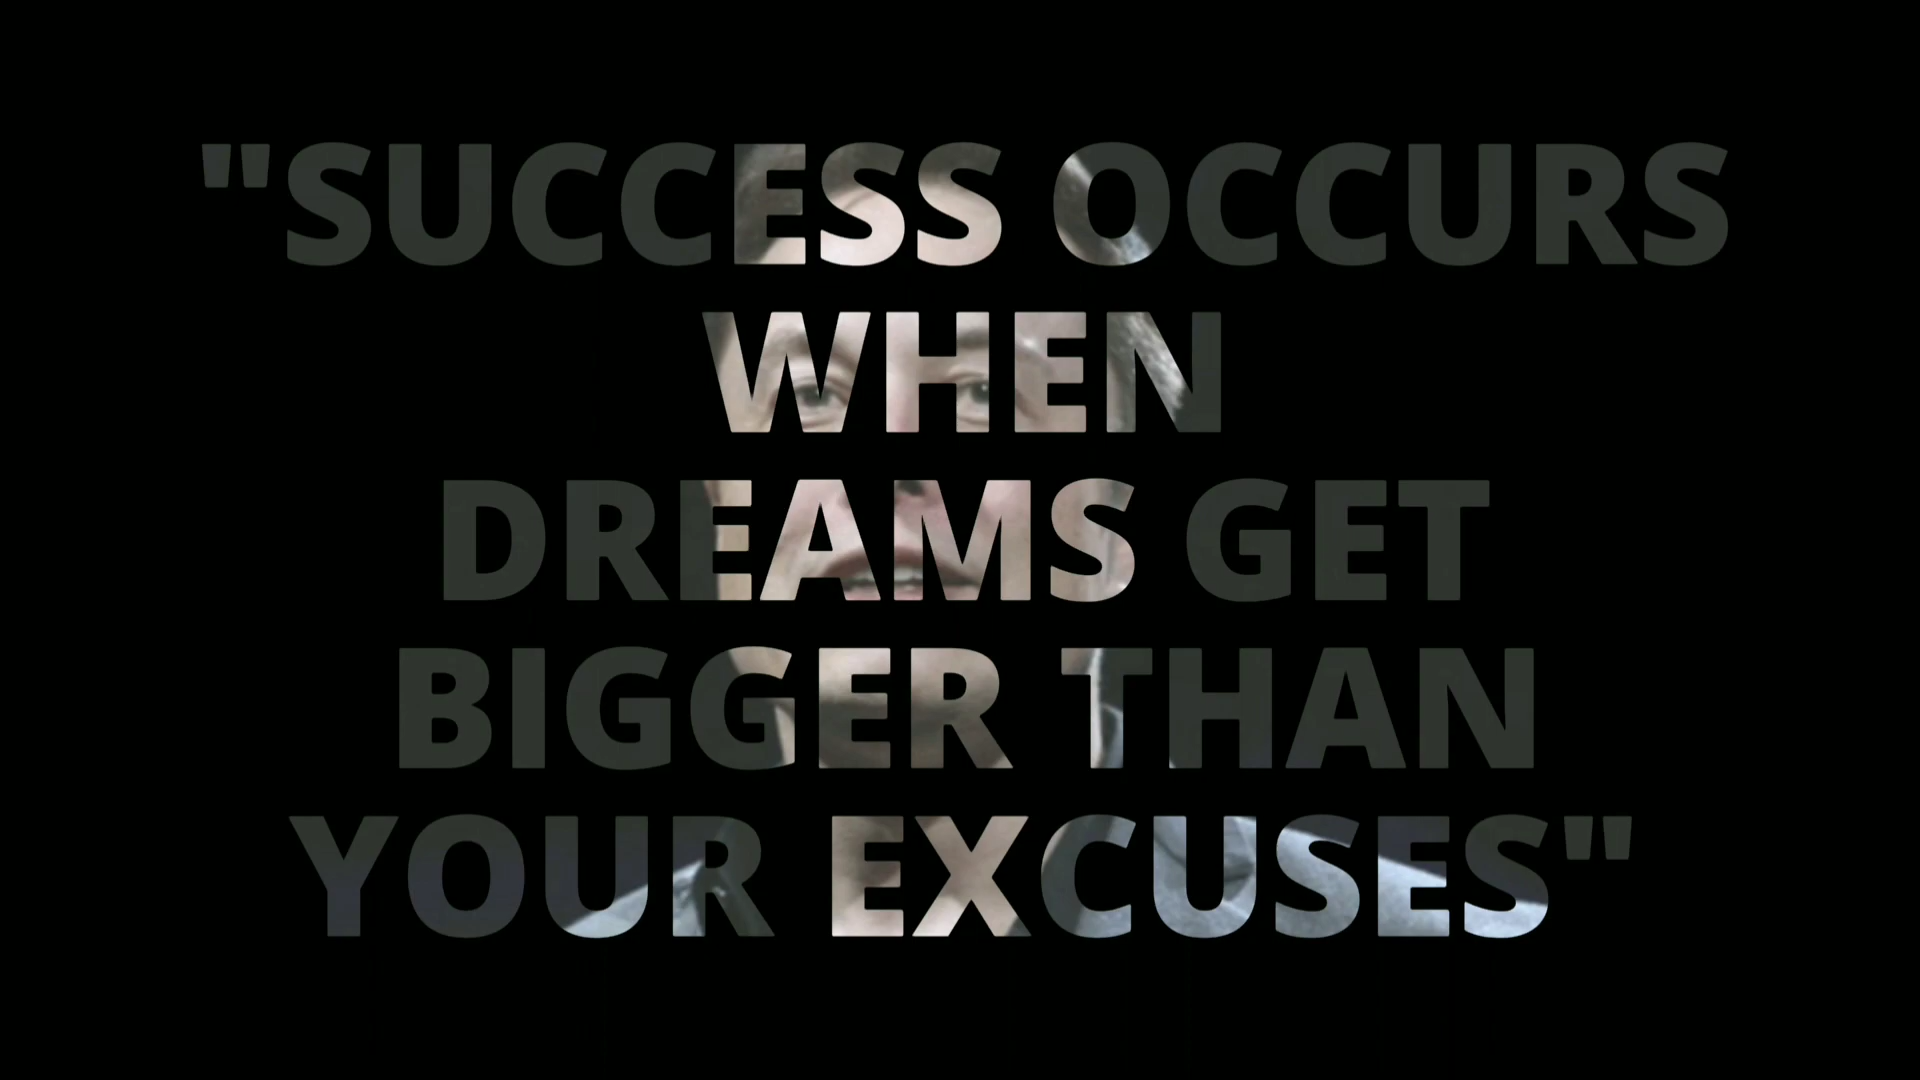 "SUCCESS OCCURS
WHEN
DREAMS GET
BIGGER THAN
YOUR EXCUSES"